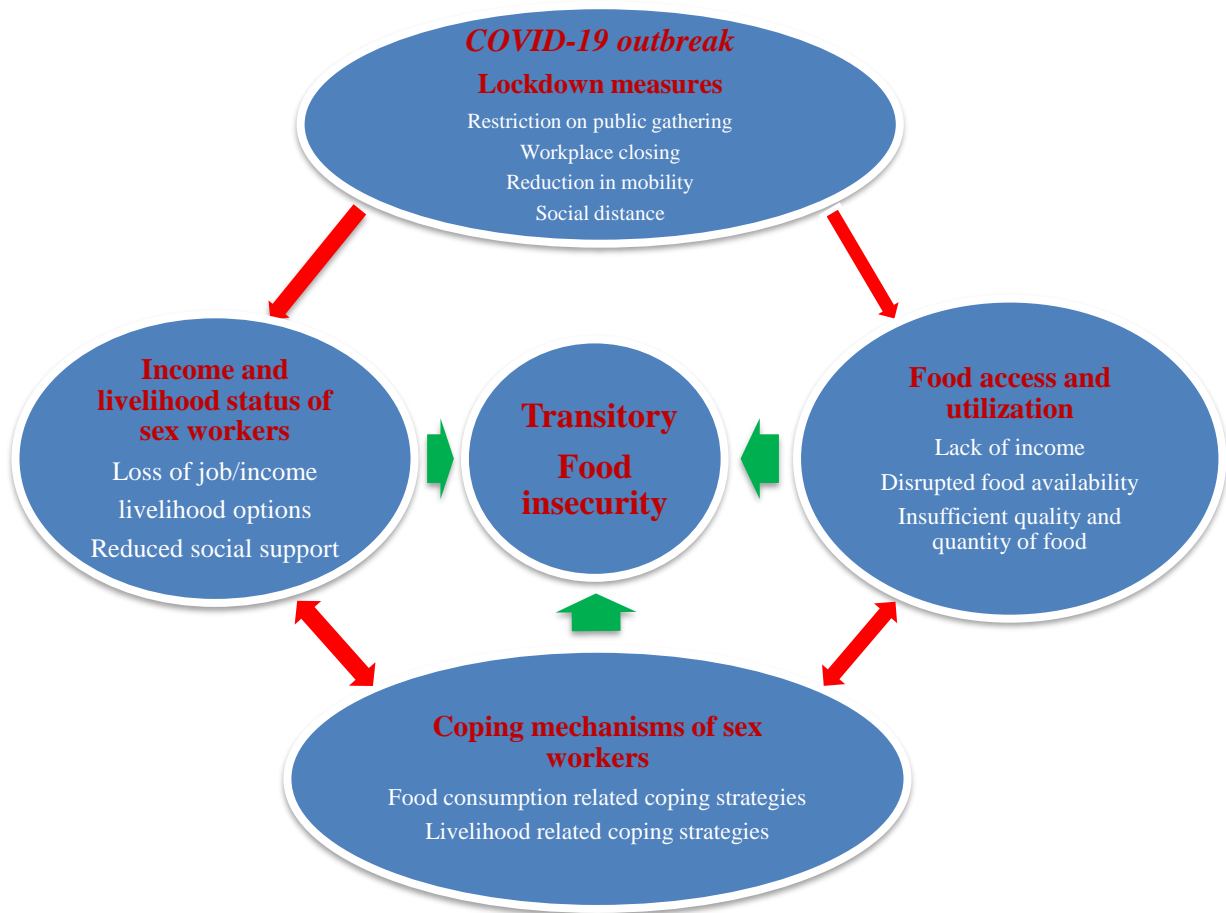 COVID-19 outbreak
Lockdown measures
Restriction on public gathering
Workplace closing
Reduction in mobility
Social distance
Income and
livelihood status of
sex workers
Loss of job/income
livelihood options
Reduced social support
Transitory
Food
insecurity
Food access and
utilization
Lack of income
Disrupted food availability
Insufficient quality and
quantity of food
Coping mechanisms of sex
workers
Food consumption related coping strategies
Livelihood related coping strategies